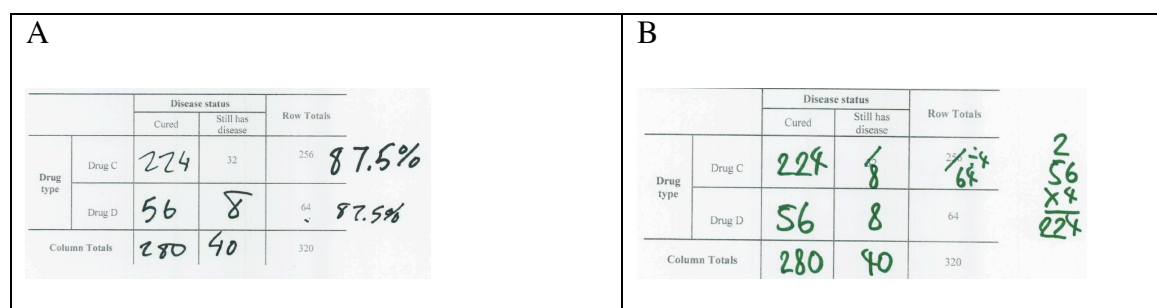 A
Disease status
Cured Still has disease Row Totals
Drug type
Drug C 224 32 256 87.5%
Drug D 56 8 64 87.5%
Column Totals 280 40 320
B
Disease status
Cured Still has disease Row Totals
Drug type
Drug C 224 8 64 ÷4
Drug D 56 8 64
Column Totals 280 40 320
2
56
x4
224